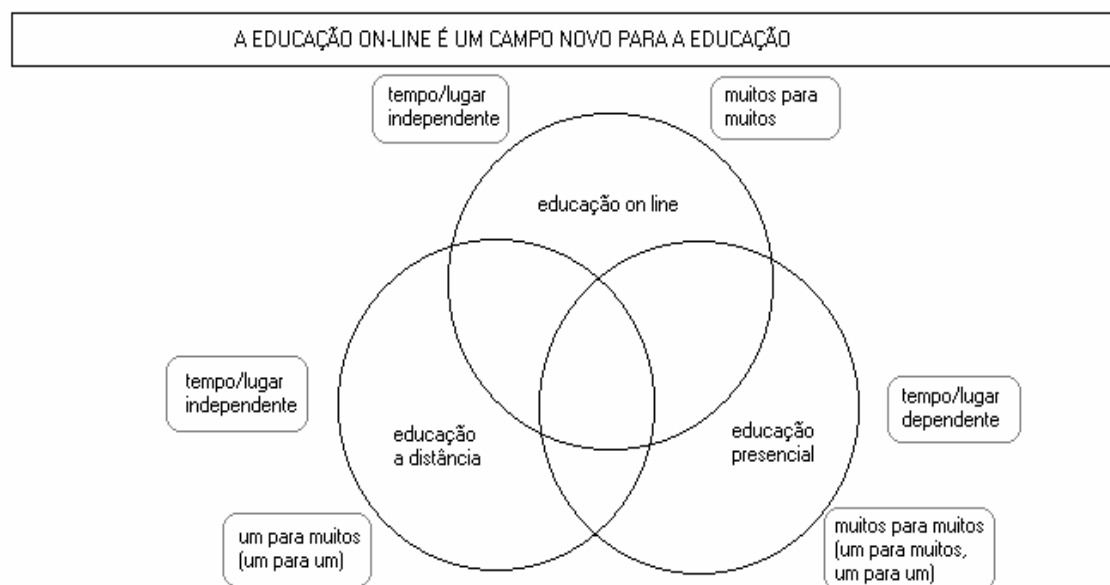 A EDUCAÇÃO ON-LINE É UM CAMPO NOVO PARA A EDUCAÇÃO
tempo/lugar
independente
muitos para
muitos
educação on line
tempo/lugar
independente
tempo/lugar
dependente
educação
a distância
educação
presencial
um para muitos
(um para um)
muitos para muitos
(um para muitos,
um para um)